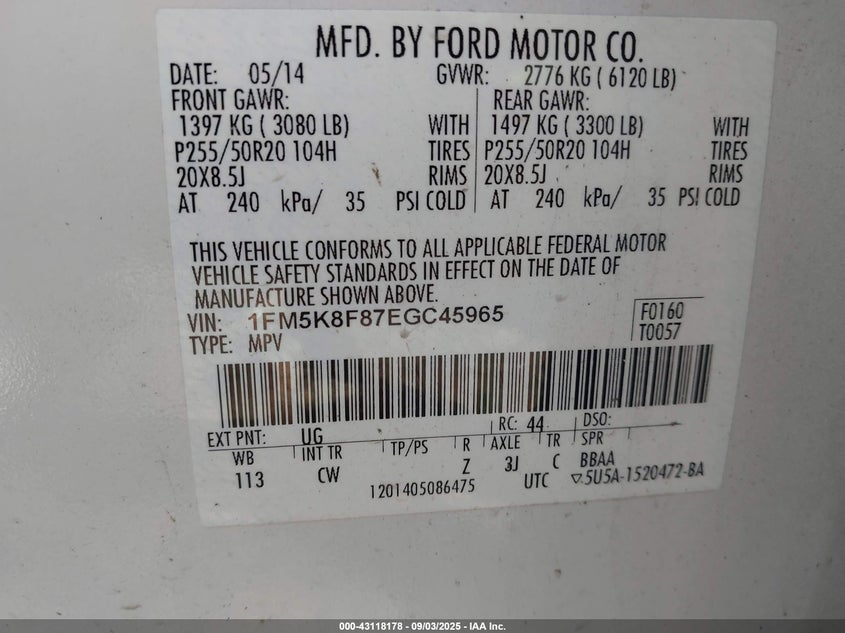 MFD. BY FORD MOTOR CO.
DATE: 05/14 GVWR: 2776 KG ( 6120 LB)
FRONT GAWR: REAR GAWR:
1397 KG ( 3080 LB) WITH 1497 KG ( 3300 LB) WITH
P255/50R20 104H TIRES P255/50R20 104H TIRES
20X8.5J RIMS 20X8.5J RIMS
AT 240 kPa/ 35 PSI COLD AT 240 kPa/ 35 PSI COLD
THIS VEHICLE CONFORMS TO ALL APPLICABLE FEDERAL MOTOR
VEHICLE SAFETY STANDARDS IN EFFECT ON THE DATE OF
MANUFACTURE SHOWN ABOVE.
VIN: 1FM5K8F87EGC45965 F0160
TYPE: MPV T0057
EXT PNT: UG RC: 44 DSO:
WB INT TR TP/PS R AXLE TR SPR
113 CW Z 3J C BBAA
1201405086475 UTC ▽5U5A-1520472-BA
000-43118178 - 09/03/2025 - IAA Inc.